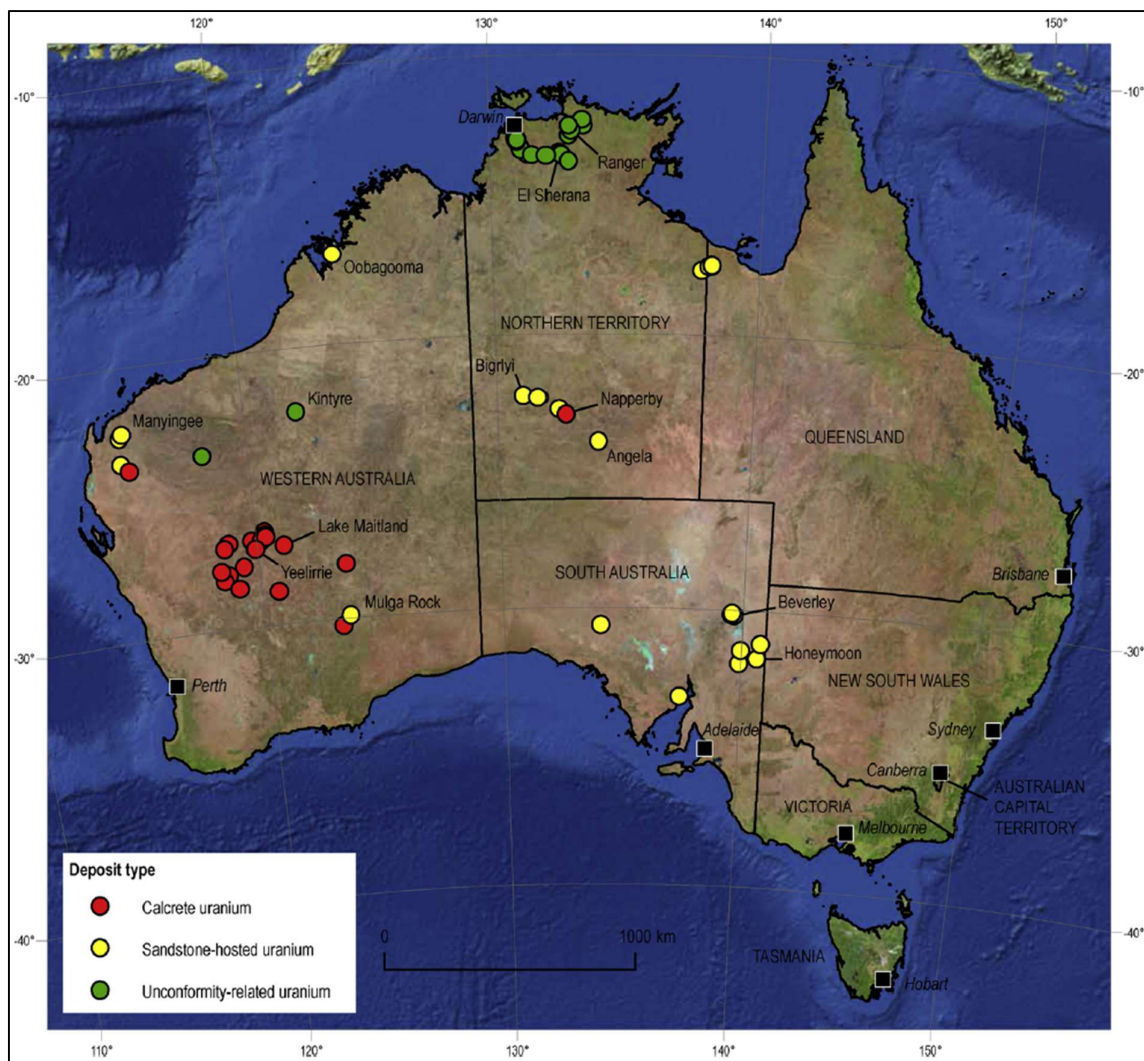 120°
130°
140°
150°
-10°
-10°
Darwin
Ranger
El Sherana
Oobagooma
NORTHERN TERRITORY
-20°
-20°
Bigrlyi
Kintyre
Napperby
Manyingee
QUEENSLAND
Angela
WESTERN AUSTRALIA
Lake Maitland
Yeelirrie
SOUTH AUSTRALIA
Brisbane
Mulga Rock
Beverley
-30°
-30°
Honeymoon
NEW SOUTH WALES
Perth
Sydney
Adelaide
Canberra
AUSTRALIAN
CAPITAL
TERRITORY
VICTORIA
Melbourne
Deposit type
Calcrete uranium
Sandstone-hosted uranium
Unconformity-related uranium
0
1000 km
-40°
-40°
TASMANIA
Hobart
110°
120°
130°
140°
150°